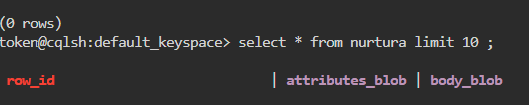 (0 rows)
token@cqlsh:default_keyspace> select * from nurtura limit 10 ;
row_id | attributes_blob | body_blob